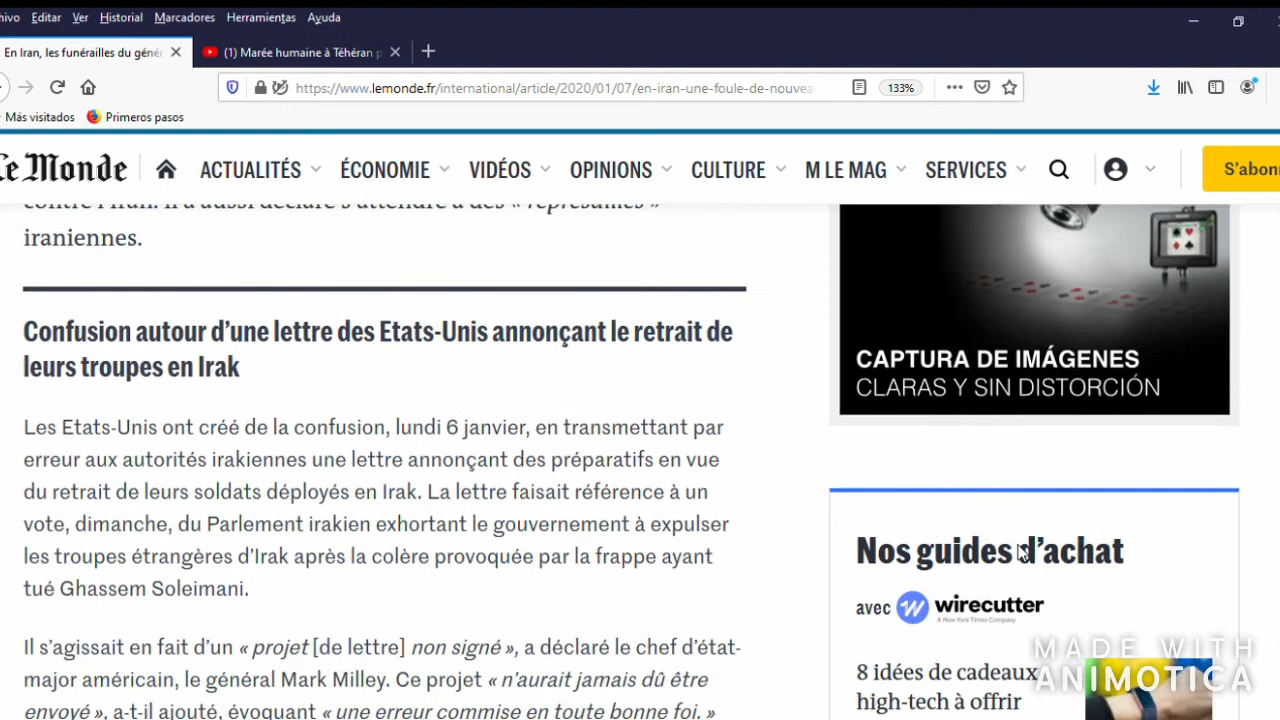 hivo Editar Ver Historial Marcadores Herramientas Ayuda
En Iran, les funérailles du géné
(1) Marée humaine à Téhéran p
https://www.lemonde.fr/international/article/2020/01/07/en-iran-une-foule-de-nouvea
133%
Más visitados Primeros pasos
Le Monde
ACTUALITÉS ÉCONOMIE VIDÉOS OPINIONS CULTURE M LE MAG SERVICES
S'abon
contre l'Iran. Il a aussi déclaré s'attendre à des « représailles »
iraniennes.
Confusion autour d'une lettre des Etats-Unis annonçant le retrait de
leurs troupes en Irak
Les Etats-Unis ont créé de la confusion, lundi 6 janvier, en transmettant par
erreur aux autorités irakiennes une lettre annonçant des préparatifs en vue
du retrait de leurs soldats déployés en Irak. La lettre faisait référence à un
vote, dimanche, du Parlement irakien exhortant le gouvernement à expulser
les troupes étrangères d'Irak après la colère provoquée par la frappe ayant
tué Ghassem Soleimani.
Il s'agissait en fait d'un « projet [de lettre] non signé », a déclaré le chef d'état-
major américain, le général Mark Milley. Ce projet « n'aurait jamais dû être
envoyé », a-t-il ajouté, évoquant « une erreur commise en toute bonne foi. »
CAPTURA DE IMÁGENES
CLARAS Y SIN DISTORCIÓN
Nos guides d'achat
avec wirecutter
A New York Times Company
8 idées de cadeaux
high-tech à offrir
MADE WITH
ANIMOTICA